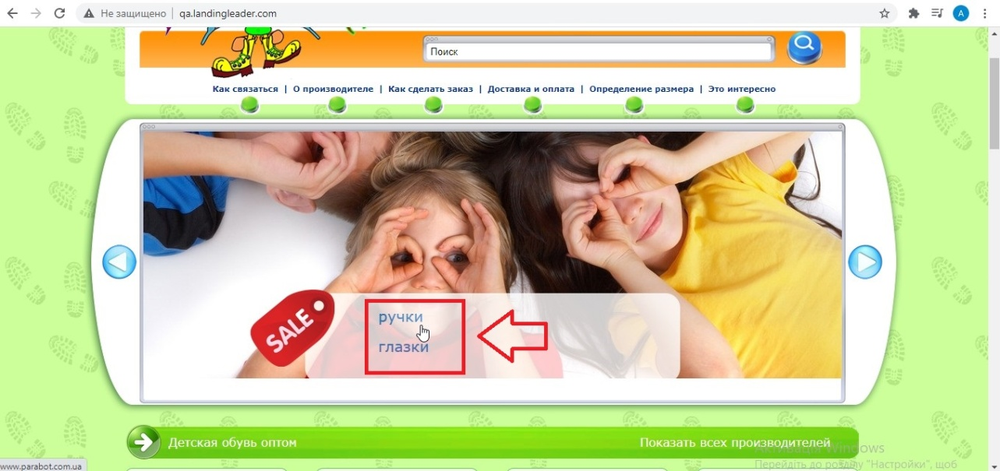 Не защищено | qa.landingleader.com
A
Поиск
Как связаться | О производителе | Как сделать заказ | Доставка и оплата | Определение размера | Это интересно
SALE
ручки
глазки
Детская обувь оптом
Показать всех производителей
Активація Windows
Перейдіть до розділу "Настройки", щоб
www.parabot.com.ua